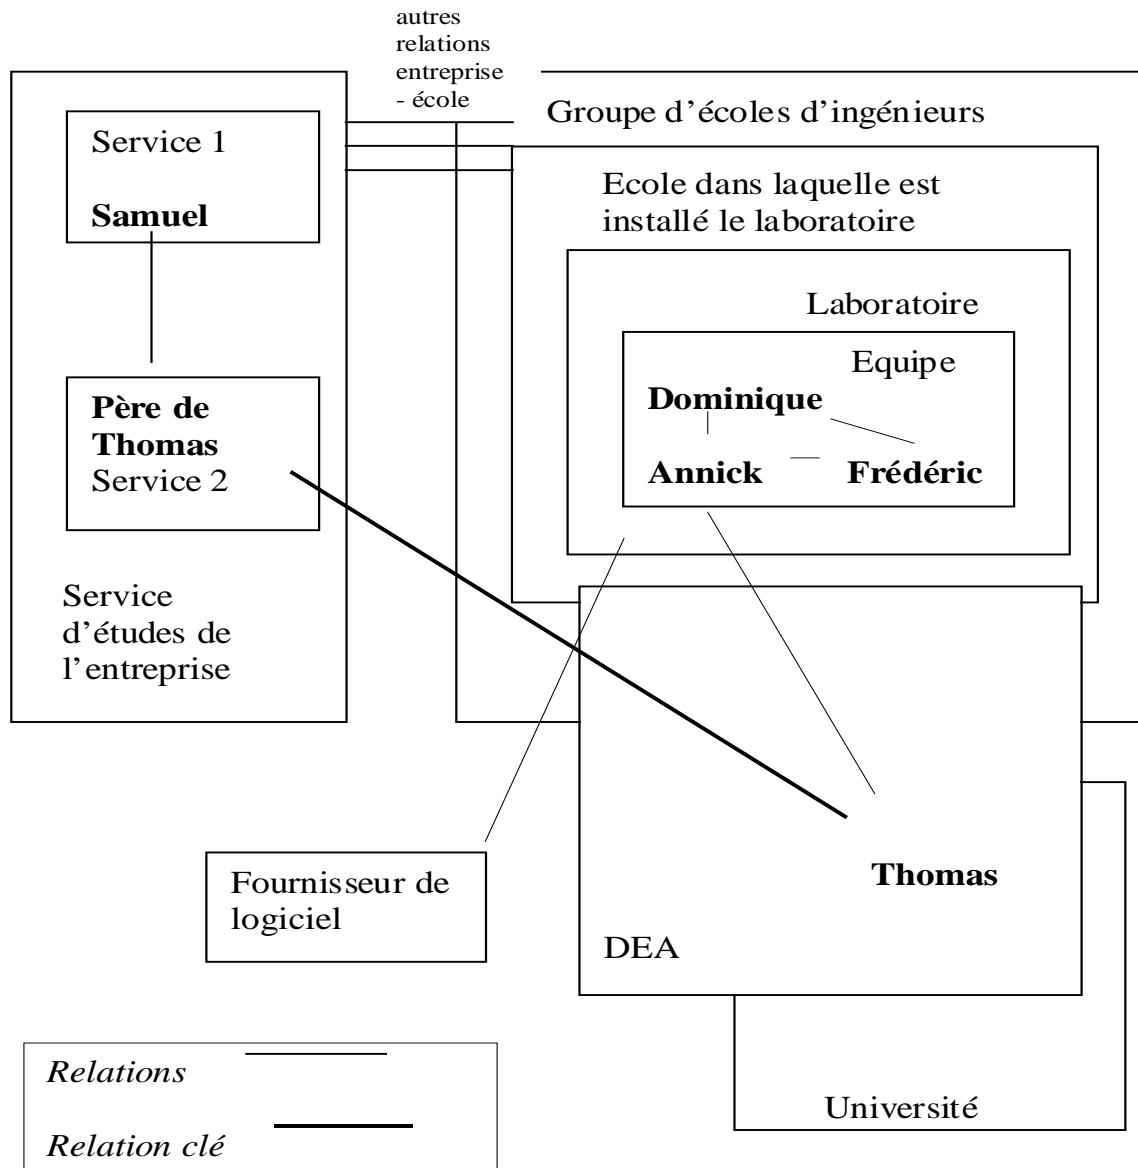 autres
relations
entreprise
- école
Groupe d'écoles d'ingénieurs
Service 1
Samuel
Ecole dans laquelle est
installé le laboratoire
Laboratoire
Equipe
Dominique
Annick
Frédéric
Père de
Thomas
Service 2
Service
d'études de
l'entreprise
Fournisseur de
logiciel
Thomas
DEA
Université
Relations
Relation clé